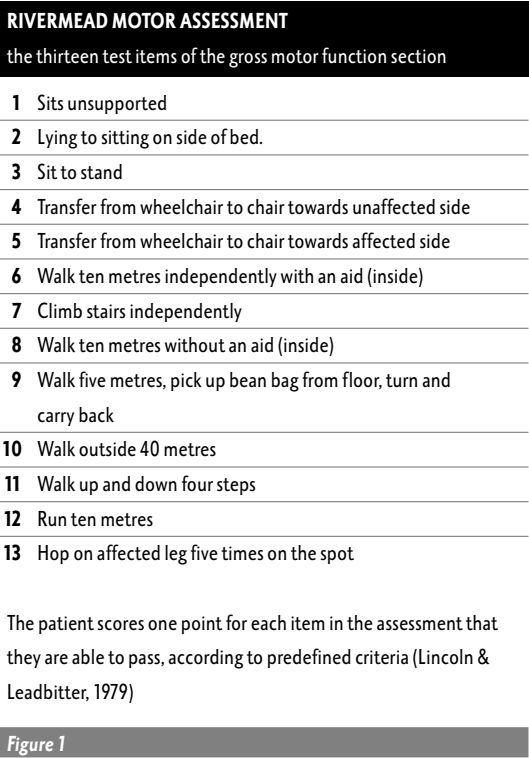 RIVERMEAD MOTOR ASSESSMENT
the thirteen test items of the gross motor function section
1 Sits unsupported
2 Lying to sitting on side of bed.
3 Sit to stand
4 Transfer from wheelchair to chair towards unaffected side
5 Transfer from wheelchair to chair towards affected side
6 Walk ten metres independently with an aid (inside)
7 Climb stairs independently
8 Walk ten metres without an aid (inside)
9 Walk five metres, pick up bean bag from floor, turn and
carry back
10 Walk outside 40 metres
11 Walk up and down four steps
12 Run ten metres
13 Hop on affected leg five times on the spot
The patient scores one point for each item in the assessment that
they are able to pass, according to predefined criteria (Lincoln &
Leadbitter, 1979)
Figure 1